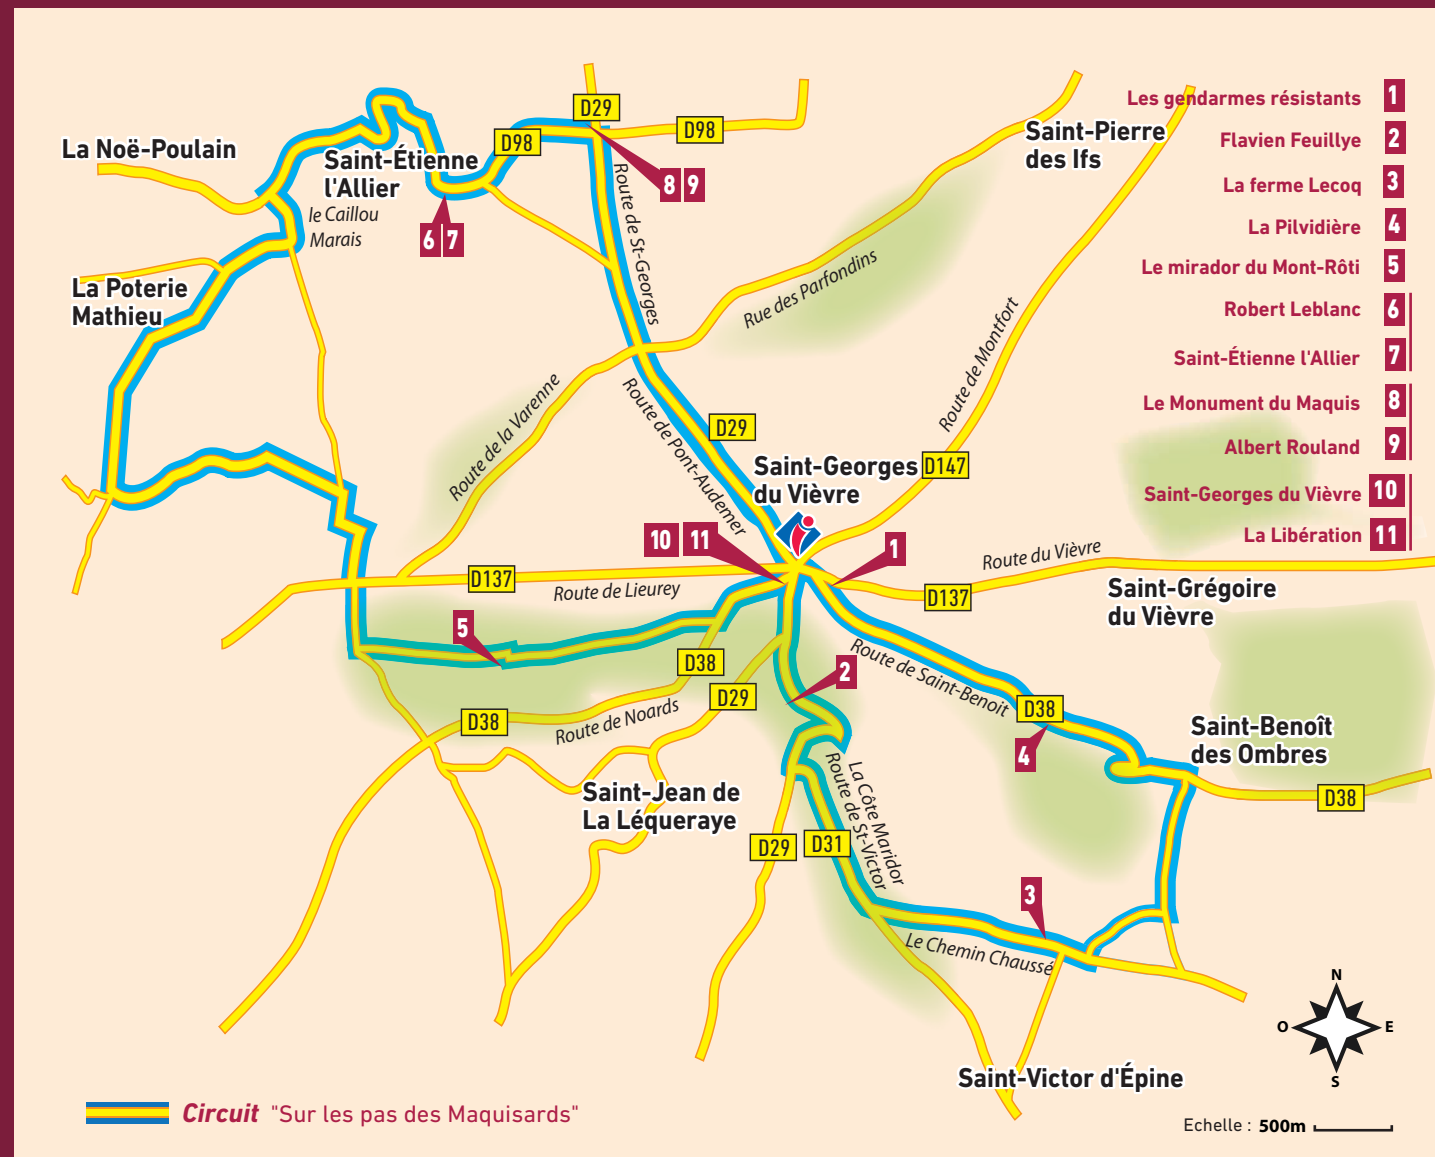 Les gendarmes résistants 1
Flavien Feuillye 2
La ferme Lecoq 3
La Pilvidière 4
Le mirador du Mont-Rôti 5
Robert Leblanc 6
Saint-Étienne l'Allier 7
Le Monument du Maquis 8
Albert Rouland 9
Saint-Georges du Vièvre 10
La Libération 11
D29
D98
D98
La Noë-Poulain
Saint-Étienne
l'Allier
le Caillou
Marais
6 7
8 9
Saint-Pierre
des Ifs
Route de St-Georges
Rue des Parfondins
La Poterie
Mathieu
Route de Montfort
Route de la Varenne
Route de Pont-Audemer
D29
Saint-Georges
du Vièvre
D147
10 11
1
D137
Route de Lieurey
Route du Vièvre
D137
Saint-Grégoire
du Vièvre
5
D38
2
Route de Saint-Benoit
D29
D38
Route de Noards
D38
4
Saint-Benoît
des Ombres
D38
Saint-Jean de
La Léqueraye
La Côte Maridor
Route de St-Victor
D29
D31
3
Le Chemin Chaussé
Saint-Victor d'Épine
N
O
E
S
Circuit "Sur les pas des Maquisards"
Echelle : 500m